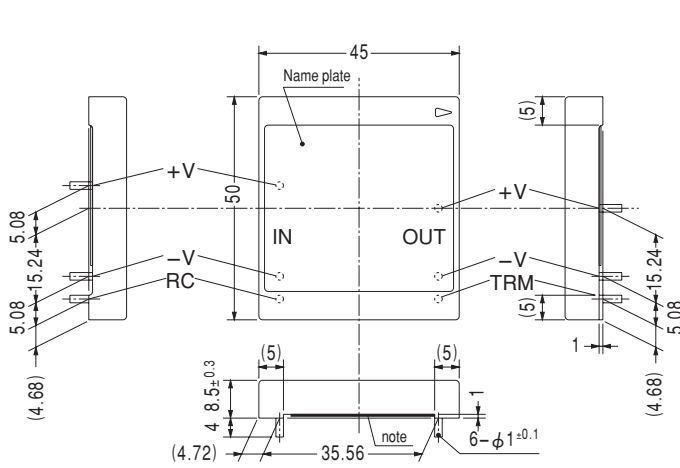 45
Name plate
(5)
+V
50
+V
5.08
IN
OUT
15.24
−V
−V
15.24
RC
TRM
5.08
(5)
5.08
(4.68)
1
(4.68)
(5)
(5)
8.5±0.3
1
4
note
6−ϕ1±0.1
(4.72)
35.56